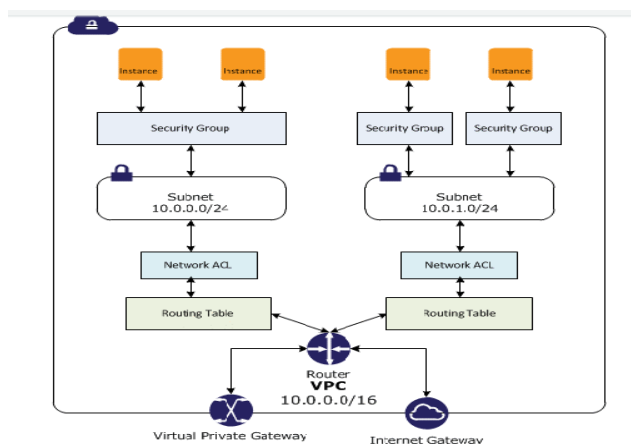 Instance
Instance
Instance
Instance
Security Group
Security Group
Security Group
Subnet
10.0.0.0/24
Subnet
10.0.1.0/24
Network ACL
Network ACL
Routing Table
Routing Table
Router
VPC
10.0.0.0/16
Virtual Private Gateway
Internet Gateway